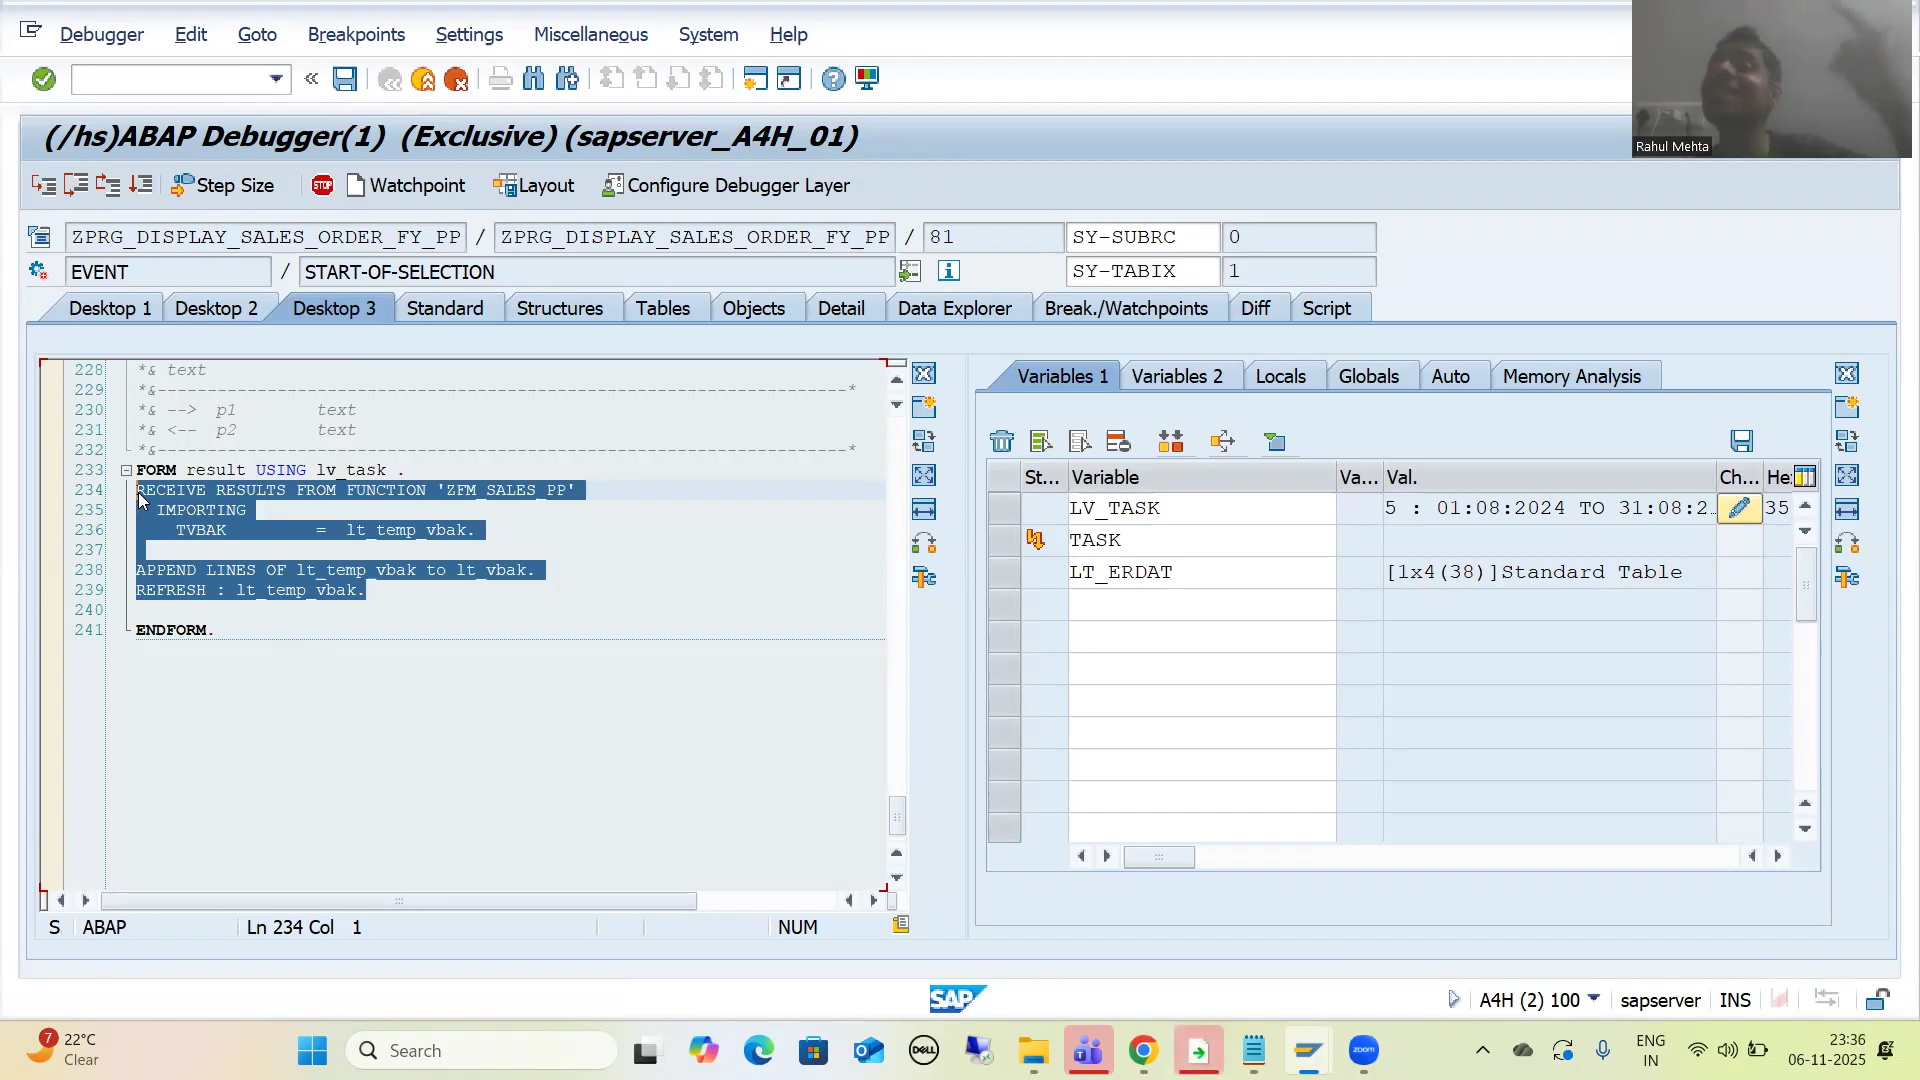 Debugger Edit Goto Breakpoints Settings Miscellaneous System Help
Rahul Mehta
(/hs)ABAP Debugger(1) (Exclusive) (sapserver_A4H_01)
STOP
Step Size Watchpoint Layout Configure Debugger Layer
ZPRG_DISPLAY_SALES_ORDER_FY_PP / ZPRG_DISPLAY_SALES_ORDER_FY_PP / 81 SY-SUBRC 0
EVENT / START-OF-SELECTION SY-TABIX 1
Desktop 1 Desktop 2 Desktop 3 Standard Structures Tables Objects Detail Data Explorer Break./Watchpoints Diff Script
228 *& text
229 *&---------------------------------------------------------------------*
230 *& --> p1 text
231 *& <-- p2 text
232 *&---------------------------------------------------------------------*
233 FORM result USING lv_task .
234 RECEIVE RESULTS FROM FUNCTION 'ZFM_SALES_PP'
235 IMPORTING
236 TVBAK = lt_temp_vbak.
237
238 APPEND LINES OF lt_temp_vbak to lt_vbak.
239 REFRESH : lt_temp_vbak.
240
241 ENDFORM.
S ABAP Ln 234 Col 1 NUM
Variables 1 Variables 2 Locals Globals Auto Memory Analysis
St... Variable Va... Val. Ch... Hex
LV_TASK 5 : 01:08:2024 TO 31:08:2... 35
TASK
LT_ERDAT [1x4(38)]Standard Table
SAP
A4H (2) 100 sapserver INS
7 22°C
Clear
Search
DELL
zoom
ENG
IN
23:36
06-11-2025